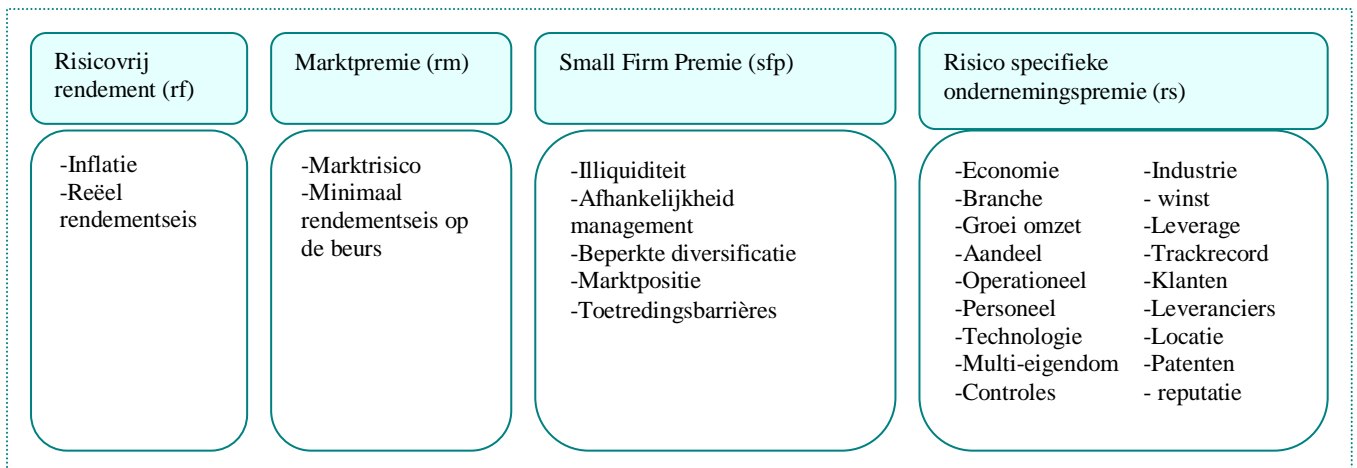 Risicovrij
rendement (rf)
-Inflatie
-Reëel
rendementseis
Marktpremie (rm)
-Marktrisico
-Minimaal
rendementseis op
de beurs
Small Firm Premie (sfp)
-Illiquiditeit
-Afhankelijkheid
management
-Beperkte diversificatie
-Marktpositie
-Toetredingsbarrières
Risico specifieke
ondernemingspremie (rs)
-Economie
-Branche
-Groei omzet
-Aandeel
-Operationeel
-Personeel
-Technologie
-Multi-eigendom
-Controles
-Industrie
- winst
-Leverage
-Trackrecord
-Klanten
-Leveranciers
-Locatie
-Patenten
- reputatie